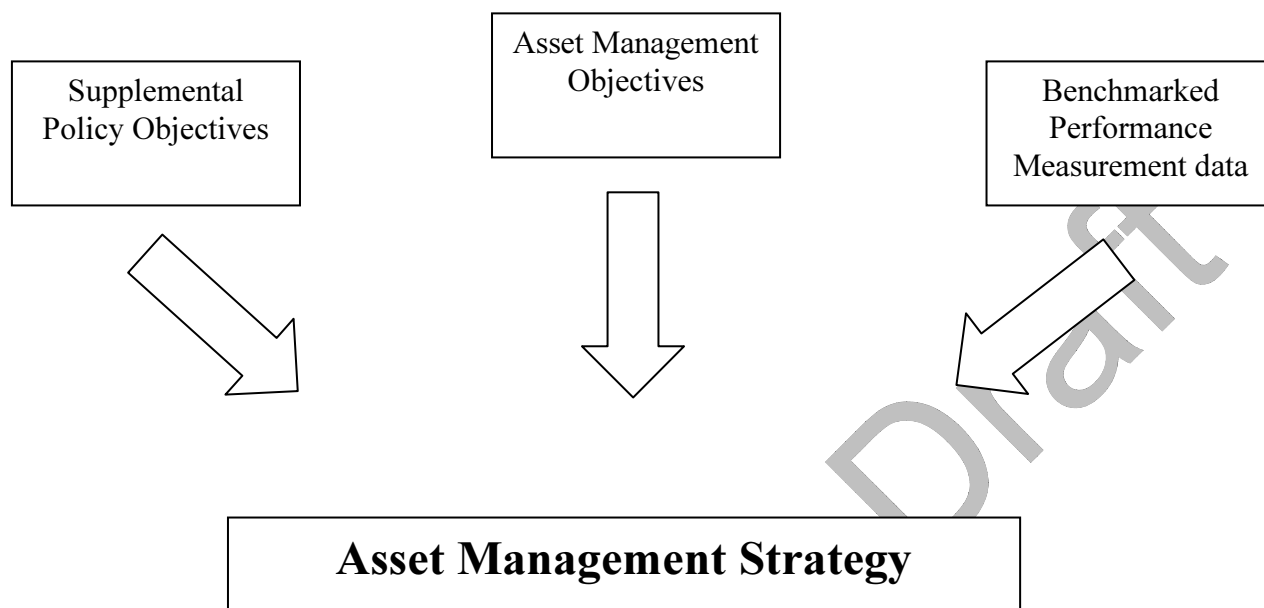 Supplemental
Policy Objectives
Asset Management
Objectives
Benchmarked
Performance
Measurement data
Draft
Asset Management Strategy